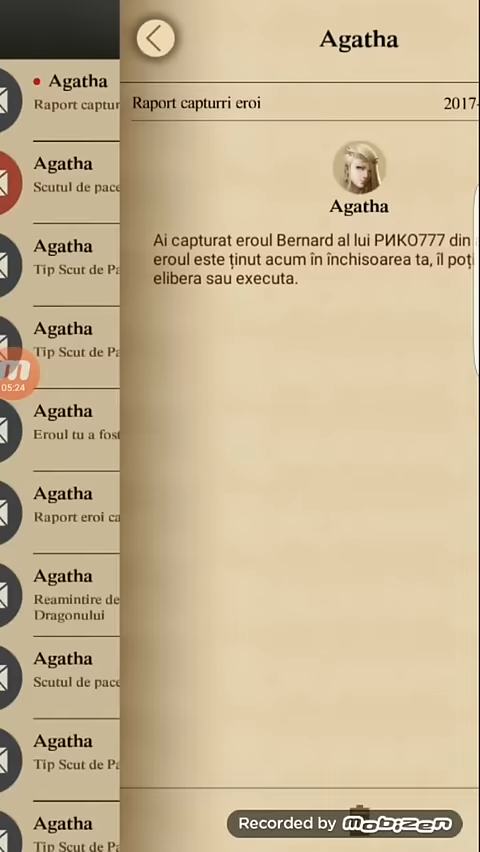 Agatha
Raport capturri eroi
2017-
Agatha
Ai capturat eroul Bernard al lui РИКО777 din
eroul este ținut acum în închisoarea ta, îl poți
elibera sau executa.
Agatha
Raport captur
Agatha
Scutul de pace
Agatha
Tip Scut de Pa
Agatha
Tip Scut de Pa
05:24
Agatha
Eroul tu a fost
Agatha
Raport eroi ca
Agatha
Reamintire de
Dragonului
Agatha
Scutul de pace
Agatha
Tip Scut de Pa
Agatha
Tip Scut de Pa
Recorded by mobizen